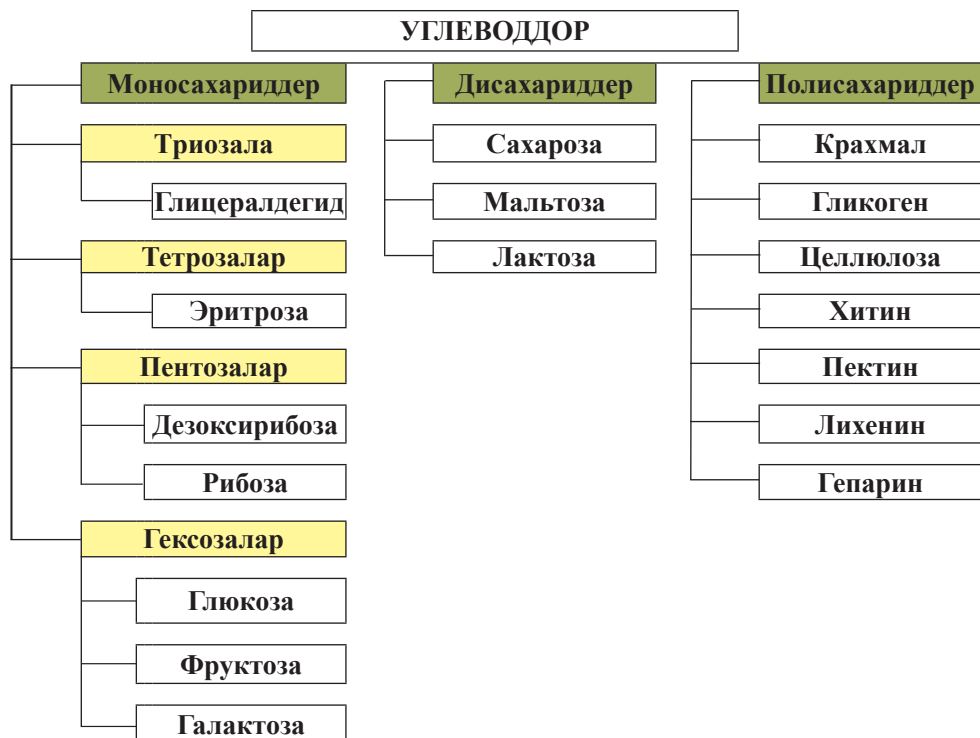 УГЛЕВОДДОР
Моносахариддер
Триозала
Глицералдегид
Тетрозалар
Эритроза
Пентозалар
Дезоксирибоза
Рибоза
Гексозалар
Глюкоза
Фруктоза
Галактоза
Дисахариддер
Сахароза
Мальтоза
Лактоза
Полисахариддер
Крахмал
Гликоген
Целлюлоза
Хитин
Пектин
Лихенин
Гепарин